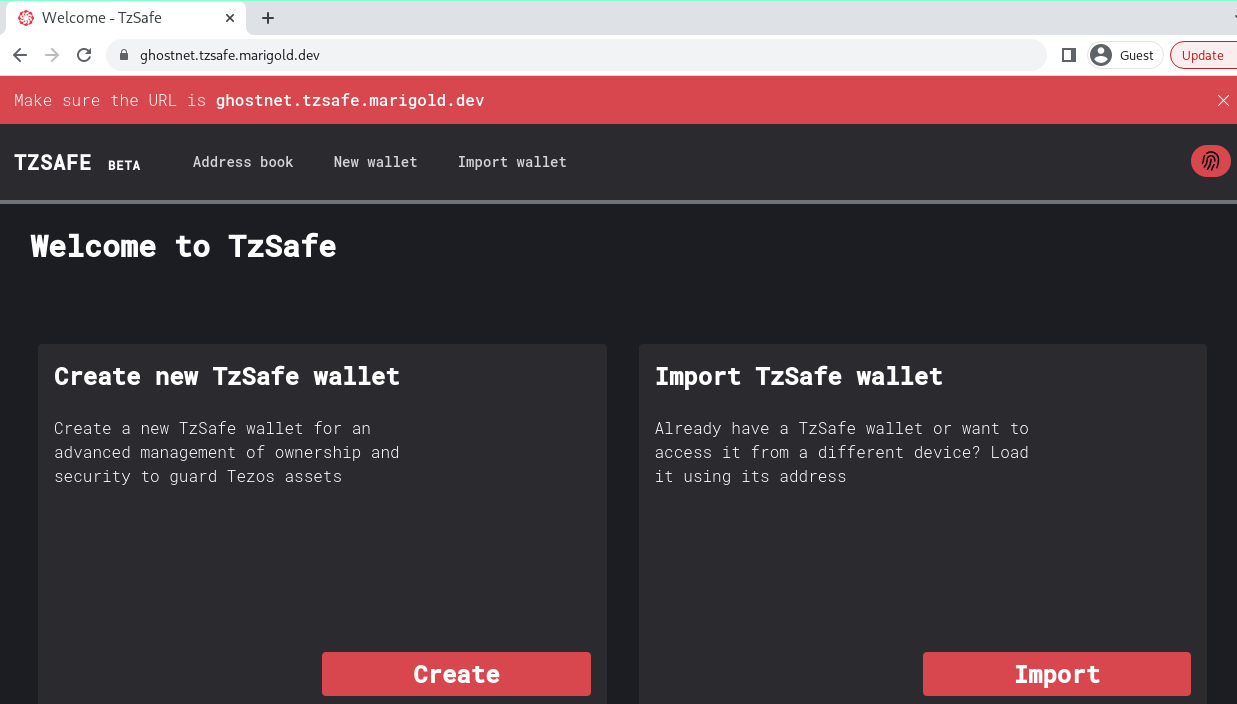 Welcome - TzSafe
ghostnet.tzsafe.marigold.dev
Guest
Update
Make sure the URL is ghostnet.tzsafe.marigold.dev
TZSAFE BETA
Address book
New wallet
Import wallet
Welcome to TzSafe
Create new TzSafe wallet
Create a new TzSafe wallet for an
advanced management of ownership and
security to guard Tezos assets
Create
Import TzSafe wallet
Already have a TzSafe wallet or want to
access it from a different device? Load
it using its address
Import